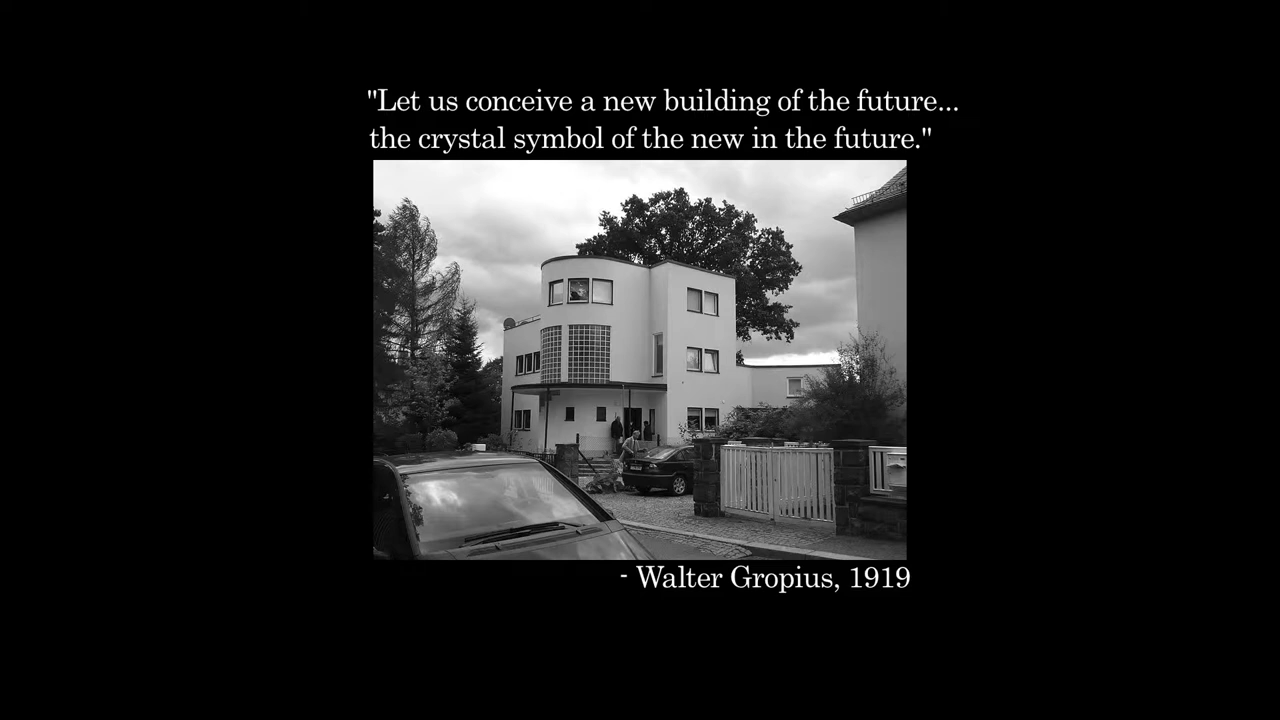 "Let us conceive a new building of the future...
the crystal symbol of the new in the future."
- Walter Gropius, 1919